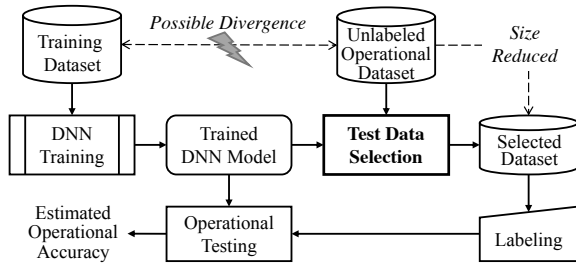 Possible Divergence
Training
Dataset
Unlabeled
Operational
Dataset
Size
Reduced
DNN
Training
Trained
DNN Model
Test Data
Selection
Selected
Dataset
Estimated
Operational
Accuracy
Operational
Testing
Labeling